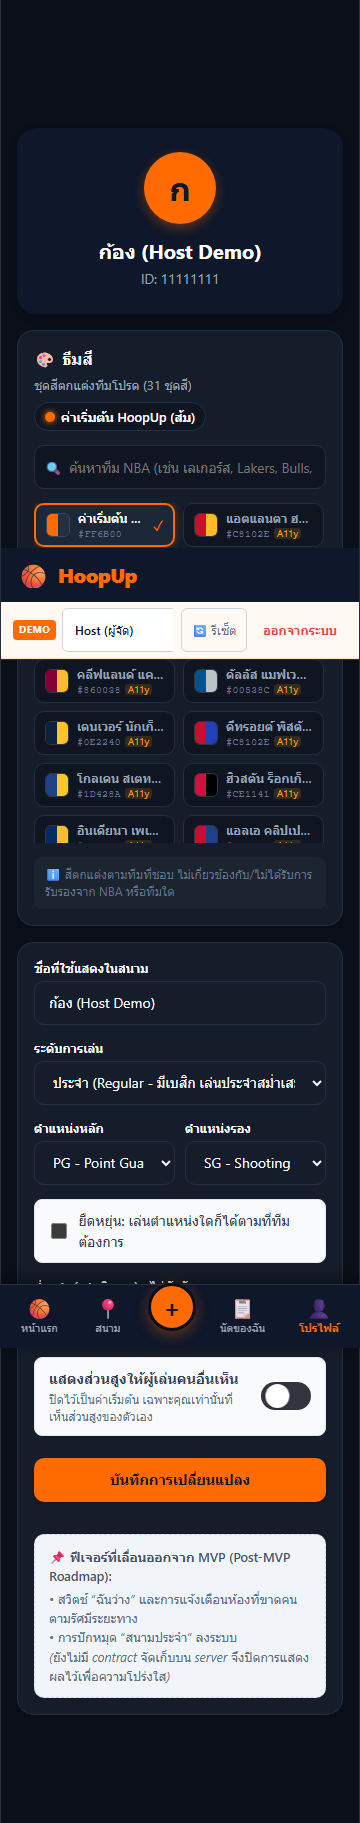 ก
ก้อง (Host Demo)
ID: 11111111
🎨 ธีมสี
ชุดสีตกแต่งทีมโปรด (31 ชุดสี)
ค่าเริ่มต้น HoopUp (ส้ม)
🔍 ค้นหาทีม NBA (เช่น เลเกอร์ส, Lakers, Bulls,
ค่าเริ่มต้น ... ✓
#FF6B00
แอตแลนตา ฮ...
#C8102E A11y
🏀 HoopUp
DEMO
Host (ผู้จัด)
🔄 รีเซ็ต
ออกจากระบบ
คลีฟแลนด์ แค...
#860038 A11y
ดัลลัส แมฟเว...
#00538C A11y
เดนเวอร์ นักเก็...
#0E2240 A11y
ดีทรอยต์ พิสตั...
#C8102E A11y
โกลเดน สเตท...
#1D428A A11y
ฮิวสตัน ร็อกเก็...
#CE1141 A11y
อินเดียนา เพเ...
แอลเอ คลิปเป...
ℹ️ สีตกแต่งตามทีมที่ชอบ ไม่เกี่ยวข้องกับ/ไม่ได้รับการ
รับรองจาก NBA หรือทีมใด
ชื่อที่ใช้แสดงในสนาม
ก้อง (Host Demo)
ระดับการเล่น
ประจำ (Regular - มีเบสิก เล่นประจำสม่ำเส
ตำแหน่งหลัก
ตำแหน่งรอง
PG - Point Gua
SG - Shooting
ยืดหยุ่น: เล่นตำแหน่งใดก็ได้ตามที่ทีม
ต้องการ
หน้าแรก
สนาม
+
นัดของฉัน
โปรไฟล์
แสดงส่วนสูงให้ผู้เล่นคนอื่นเห็น
ปิดไว้เป็นค่าเริ่มต้น เฉพาะคุณเท่านั้นที่
เห็นส่วนสูงของตัวเอง
บันทึกการเปลี่ยนแปลง
📌 ฟีเจอร์ที่เลื่อนออกจาก MVP (Post-MVP
Roadmap):
• สวิตช์ "ฉันว่าง" และการแจ้งเตือนห้องที่ขาดคน
ตามรัศมีระยะทาง
• การปักหมุด "สนามประจำ" ลงระบบ
(ยังไม่มี contract จัดเก็บบน server จึงปิดการแสดง
ผลไว้เพื่อความโปร่งใส)